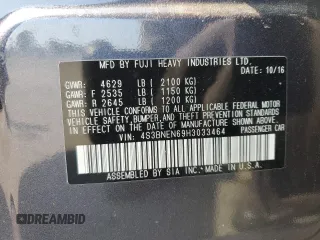 MFD BY FUJI HEAVY INDUSTRIES LTD.
DATE 10/16
GVWR: 4629 LB ( 2100 KG)
GAWR: F 2535 LB ( 1150 KG)
GAWR: R 2645 LB ( 1200 KG)
THIS VEHICLE CONFORMS TO ALL APPLICABLE FEDERAL MOTOR
VEHICLE SAFETY, BUMPER, AND THEFT PREVENTION STANDARDS
IN EFFECT ON THE DATE OF MANUFACTURE SHOWN ABOVE.
VIN: 4S3BNEN69H3033464 PASSENGER CAR
ASSEMBLED BY SIA INC. MADE IN U.S.A.
DREAMBID